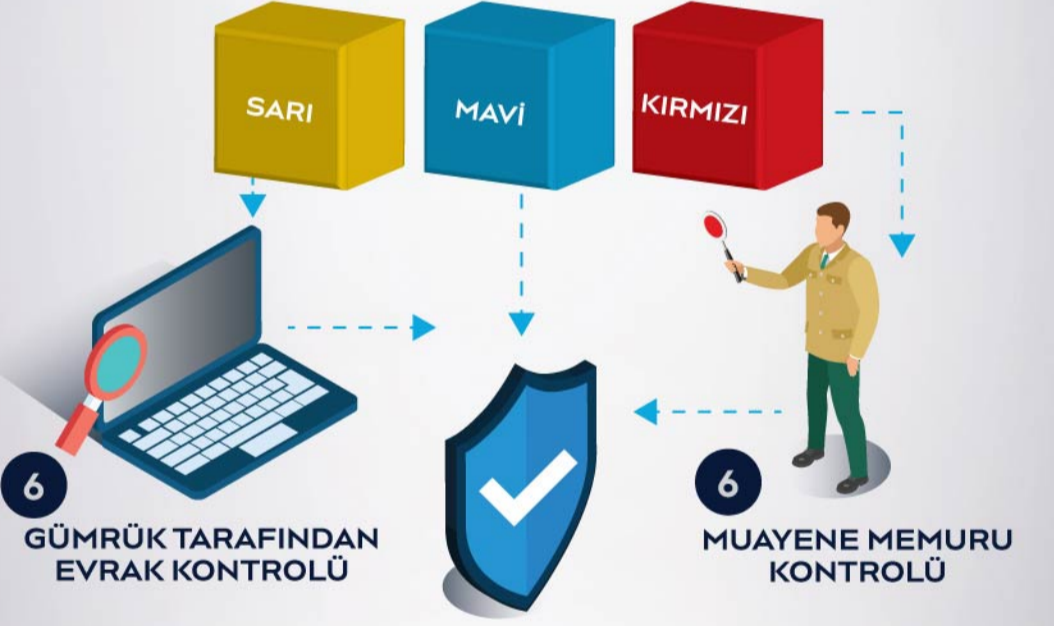 SARI
MAVİ
KIRMIZI
6
GÜMRÜK TARAFINDAN
EVRAK KONTROLÜ
6
MUAYENE MEMURU
KONTROLÜ